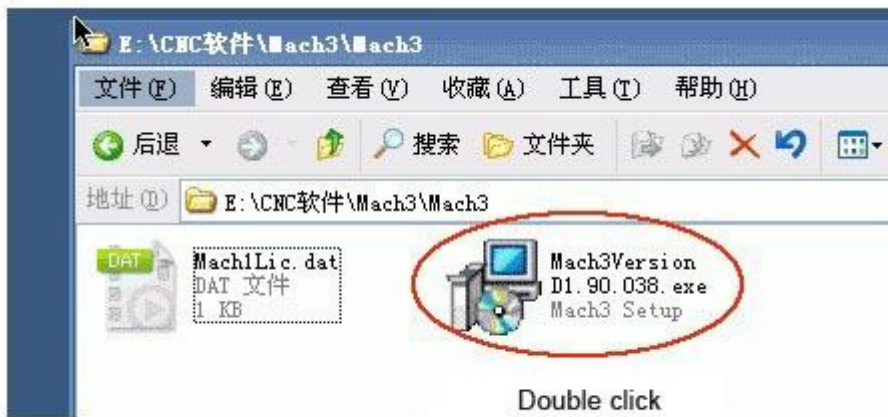 E:\CNC软件\Mach3\Mach3
文件(F) 编辑(E) 查看(V) 收藏(A) 工具(T) 帮助(H)
后退 搜索 文件夹
地址(D) E:\CNC软件\Mach3\Mach3
DAT
Mach1Lic.dat
DAT 文件
1 KB
Mach3Version
D1.90.038.exe
Mach3 Setup
Double click